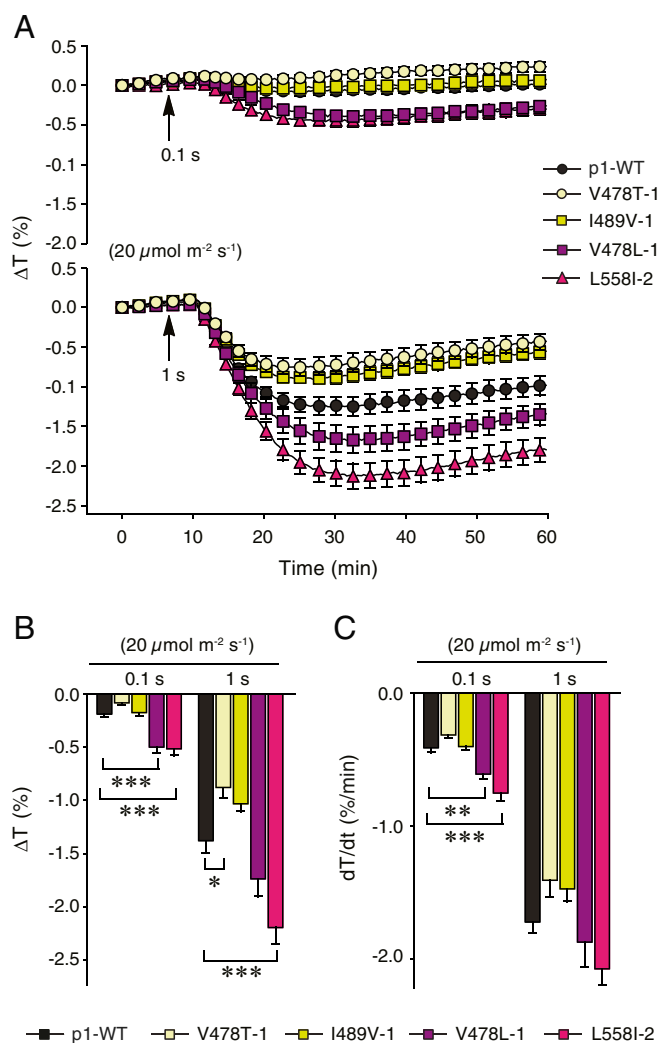 A
0.5
0.0
-0.5
-1.0
-1.5
-2.0
ΔT (%)
0.1 s
p1-WT
V478T-1
I489V-1
V478L-1
L558I-2
(20 µmol m⁻² s⁻¹)
0.5
0.0
-0.5
-1.0
-1.5
-2.0
-2.5
ΔT (%)
1 s
0 10 20 30 40 50 60
Time (min)
B
(20 µmol m⁻² s⁻¹)
0.1 s 1 s
0.0
-0.5
-1.0
-1.5
-2.0
-2.5
ΔT (%)
***
***
*
***
C
(20 µmol m⁻² s⁻¹)
0.1 s 1 s
0.0
-1.0
-2.0
dT/dt (%/min)
**
***
p1-WT V478T-1 I489V-1 V478L-1 L558I-2